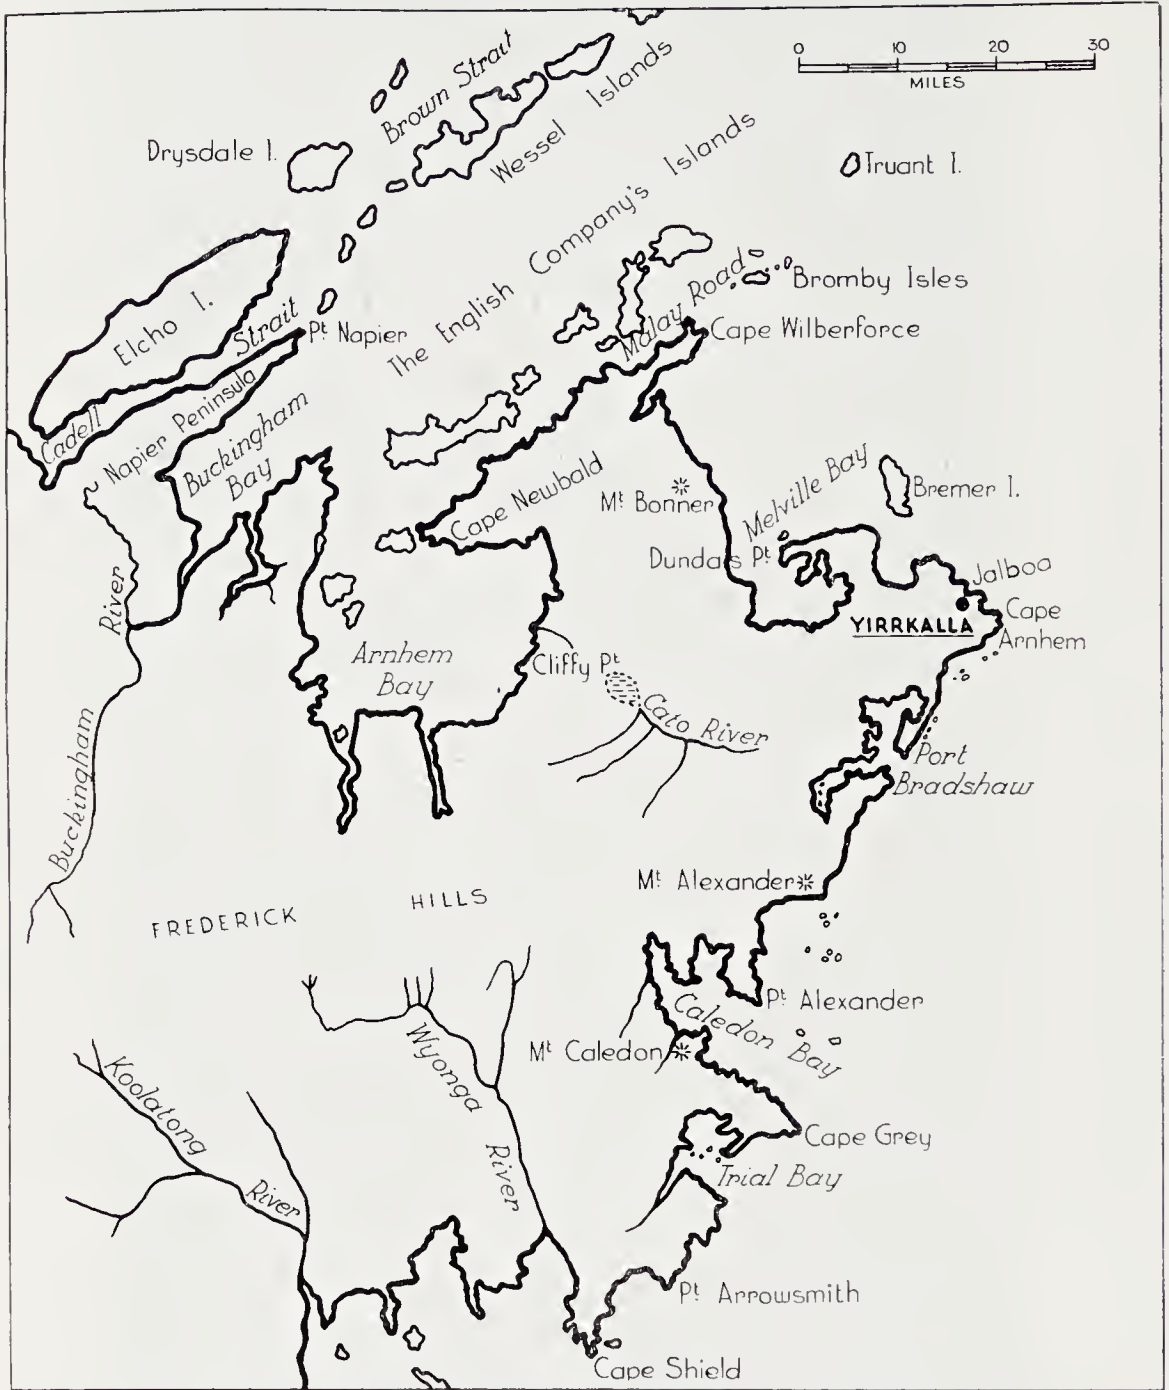 0 10 20 30
MILES
Brown Strait
Drysdale I.
Wessel Islands
Truant I.
The English Company's Islands
Elcho I.
Malay Road
Bromby Isles
Cape Wilberforce
Cadell Strait
Pt Napier
Napier Peninsula
Buckingham
Bay
Cape Newbald
Mt Bonner
Melville Bay
Bremer I.
Dundas Pt
Jalboa
YIRRKALLA
Cape
Arnhem
Arnhem
Bay
Cliffy Pt
Cato River
Buckingham River
Port
Bradshaw
Mt Alexander
FREDERICK HILLS
Pt Alexander
Caledon Bay
Mt Caledon
Wyonga River
Koolatong River
Cape Grey
Trial Bay
Pt Arrowsmith
Cape Shield